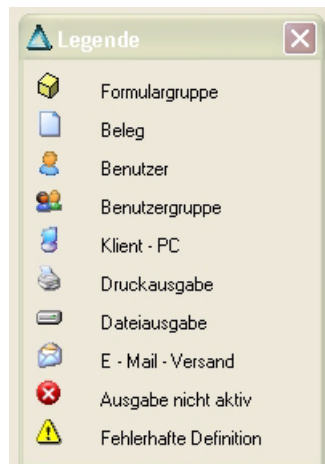 Legende
Formulargruppe
Beleg
Benutzer
Benutzergruppe
Klient - PC
Druckausgabe
Dateiausgabe
E - Mail - Versand
Ausgabe nicht aktiv
Fehlerhafte Definition